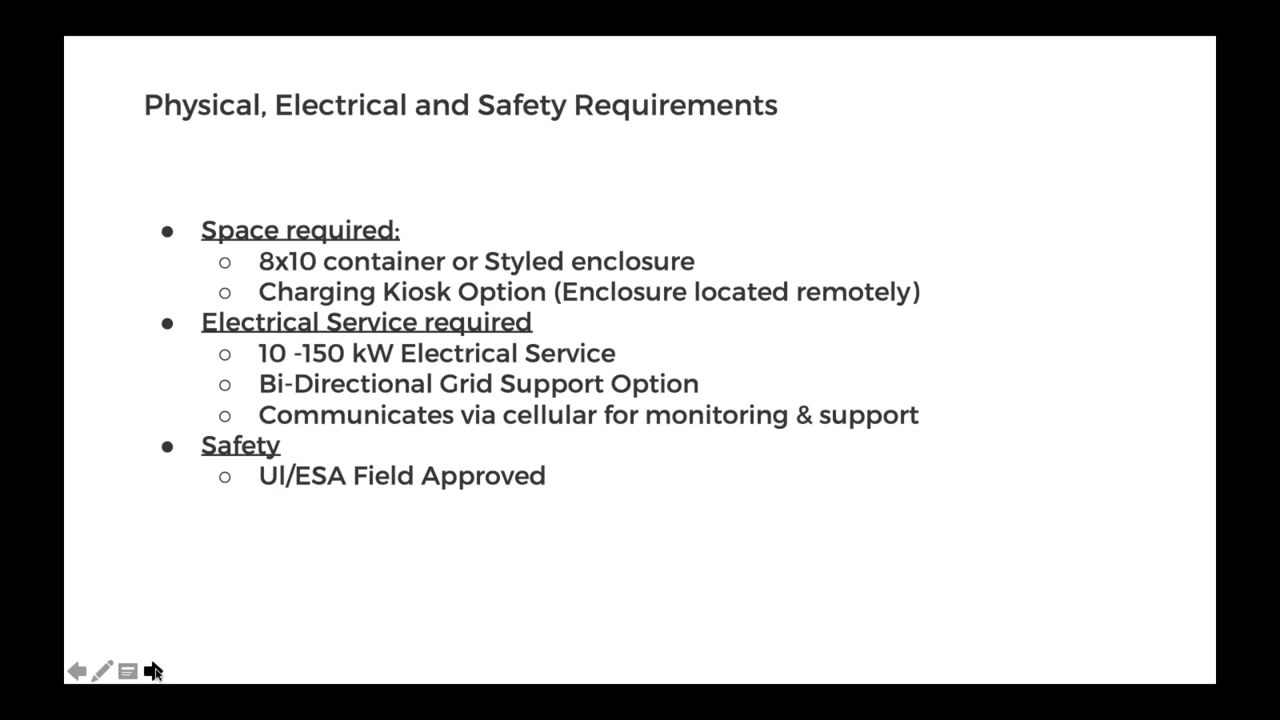 Physical, Electrical and Safety Requirements
● Space required:
○ 8x10 container or Styled enclosure
○ Charging Kiosk Option (Enclosure located remotely)
● Electrical Service required
○ 10 -150 kW Electrical Service
○ Bi-Directional Grid Support Option
○ Communicates via cellular for monitoring & support
● Safety
○ Ul/ESA Field Approved